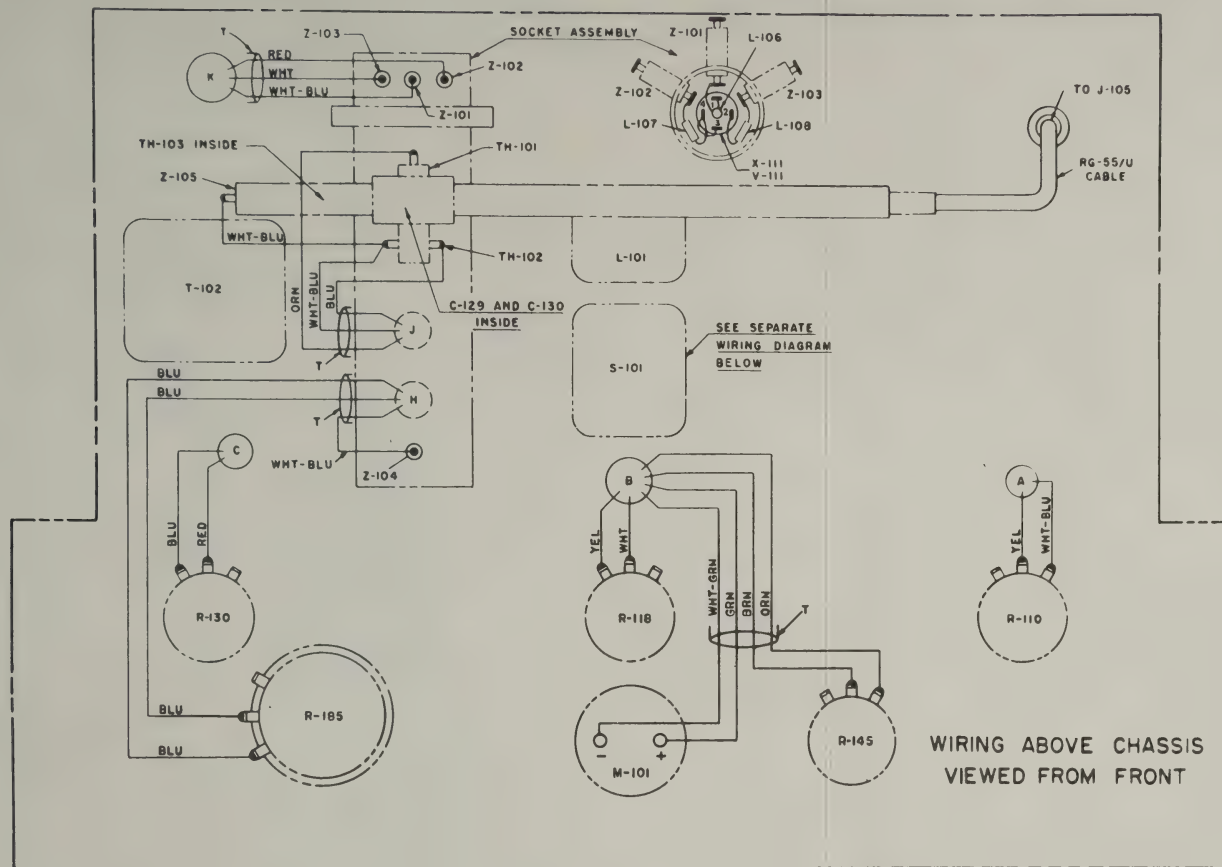 T
Z-103
RED
WHT
WHT-BLU
K
Z-102
Z-101
SOCKET ASSEMBLY
Z-101
L-106
Z-102
Z-103
4
1
2
3
L-107
L-108
X-111
V-111
TO J-105
RG-55/U
CABLE
TH-103 INSIDE
TH-101
Z-105
WHT-BLU
TH-102
T-102
ORN
WHT-BLU
BLU
C-129 AND C-130
INSIDE
L-101
J
T
SEE SEPARATE
WIRING DIAGRAM
BELOW
S-101
BLU
BLU
H
T
WHT-BLU
Z-104
C
BLU
RED
R-130
B
YEL
WHT
R-118
WHT-GRN
GRN
BRN
ORN
T
A
YEL
WHT-BLU
R-110
BLU
BLU
R-185
-
+
M-101
R-145
WIRING ABOVE CHASSIS
VIEWED FROM FRONT